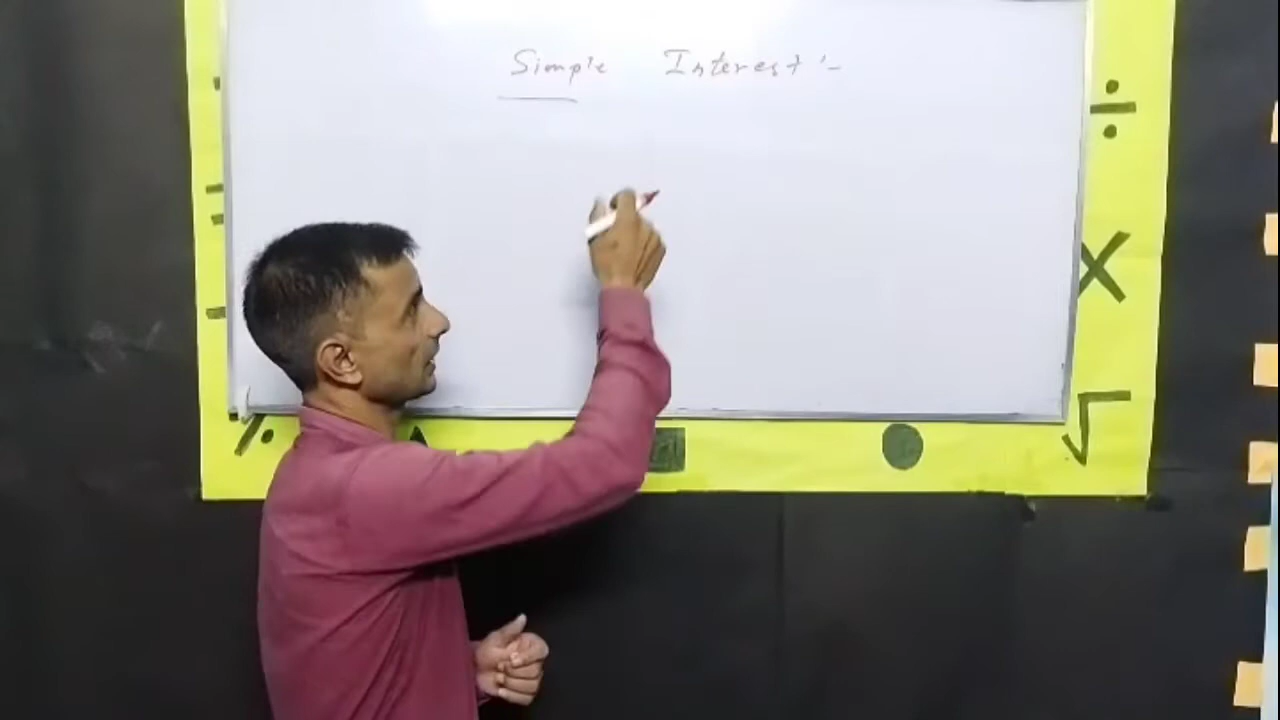 Simple Interest :-
÷
×
√
%